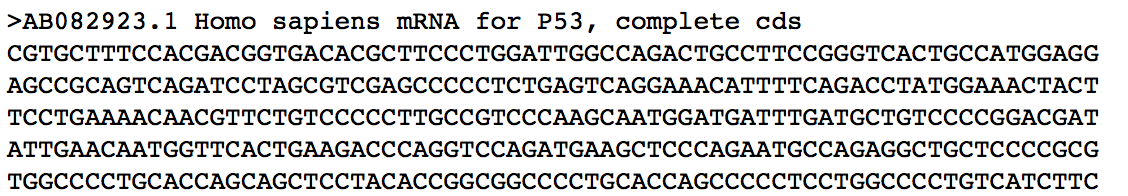 >AB082923.1 Homo sapiens mRNA for P53, complete cds
CGTGCTTTCCACGACGGTGACACGCTTCCCTGGATTGGCCAGACTGCCTTCCGGGTCACTGCCATGGAGG
AGCCGCAGTCAGATCCTAGCGTCGAGCCCCCTCTGAGTCAGGAAACATTTTCAGACCTATGGAAACTACT
TCCTGAAAACAACGTTCTGTCCCCCTTGCCGTCCCAAGCAATGGATGATTTGATGCTGTCCCCGGACGAT
ATTGAACAATGGTTCACTGAAGACCCAGGTCCAGATGAAGCTCCCAGAATGCCAGAGGCTGCTCCCCGCG
TGGCCCCTGCACCAGCAGCTCCTACACCGGCGGCCCCTGCACCAGCCCCCTCCTGGCCCCTGTCATCTTC